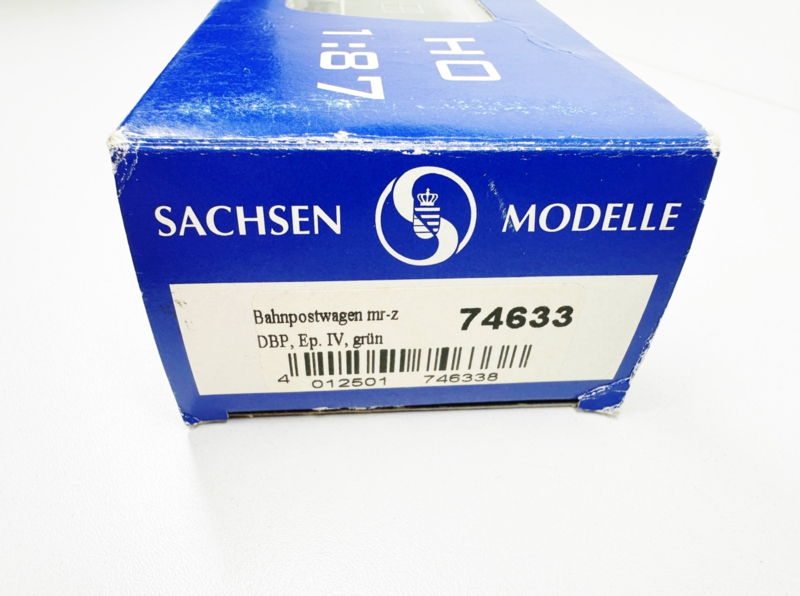 HO
1:87
SACHSEN MODELLE
Bahnpostwagen mr-z 74633
DBP, Ep. IV, grün
4 012501 746338